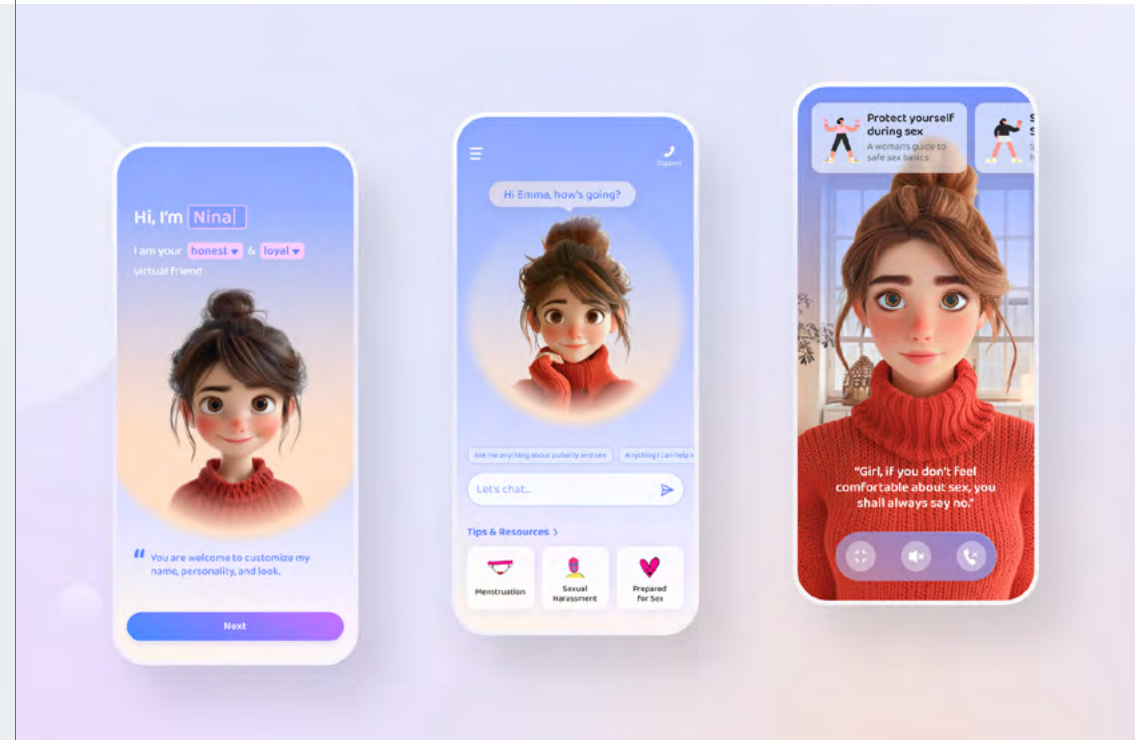 Hi, I'm Nina
I am your honest & loyal
virtual friend
“ You are welcome to customize my
name, personality, and look.
Next
Support
Hi Emma, how's going?
Ask me anything about puberty and sex
Anything I can help
Let's chat...
Tips & Resources >
Menstruation
Sexual
Harassment
Prepared
For Sex
Protect yourself
during sex
A woman's guide to
safe sex basics
"Girl, if you don't feel
comfortable about sex, you
shall always say no."